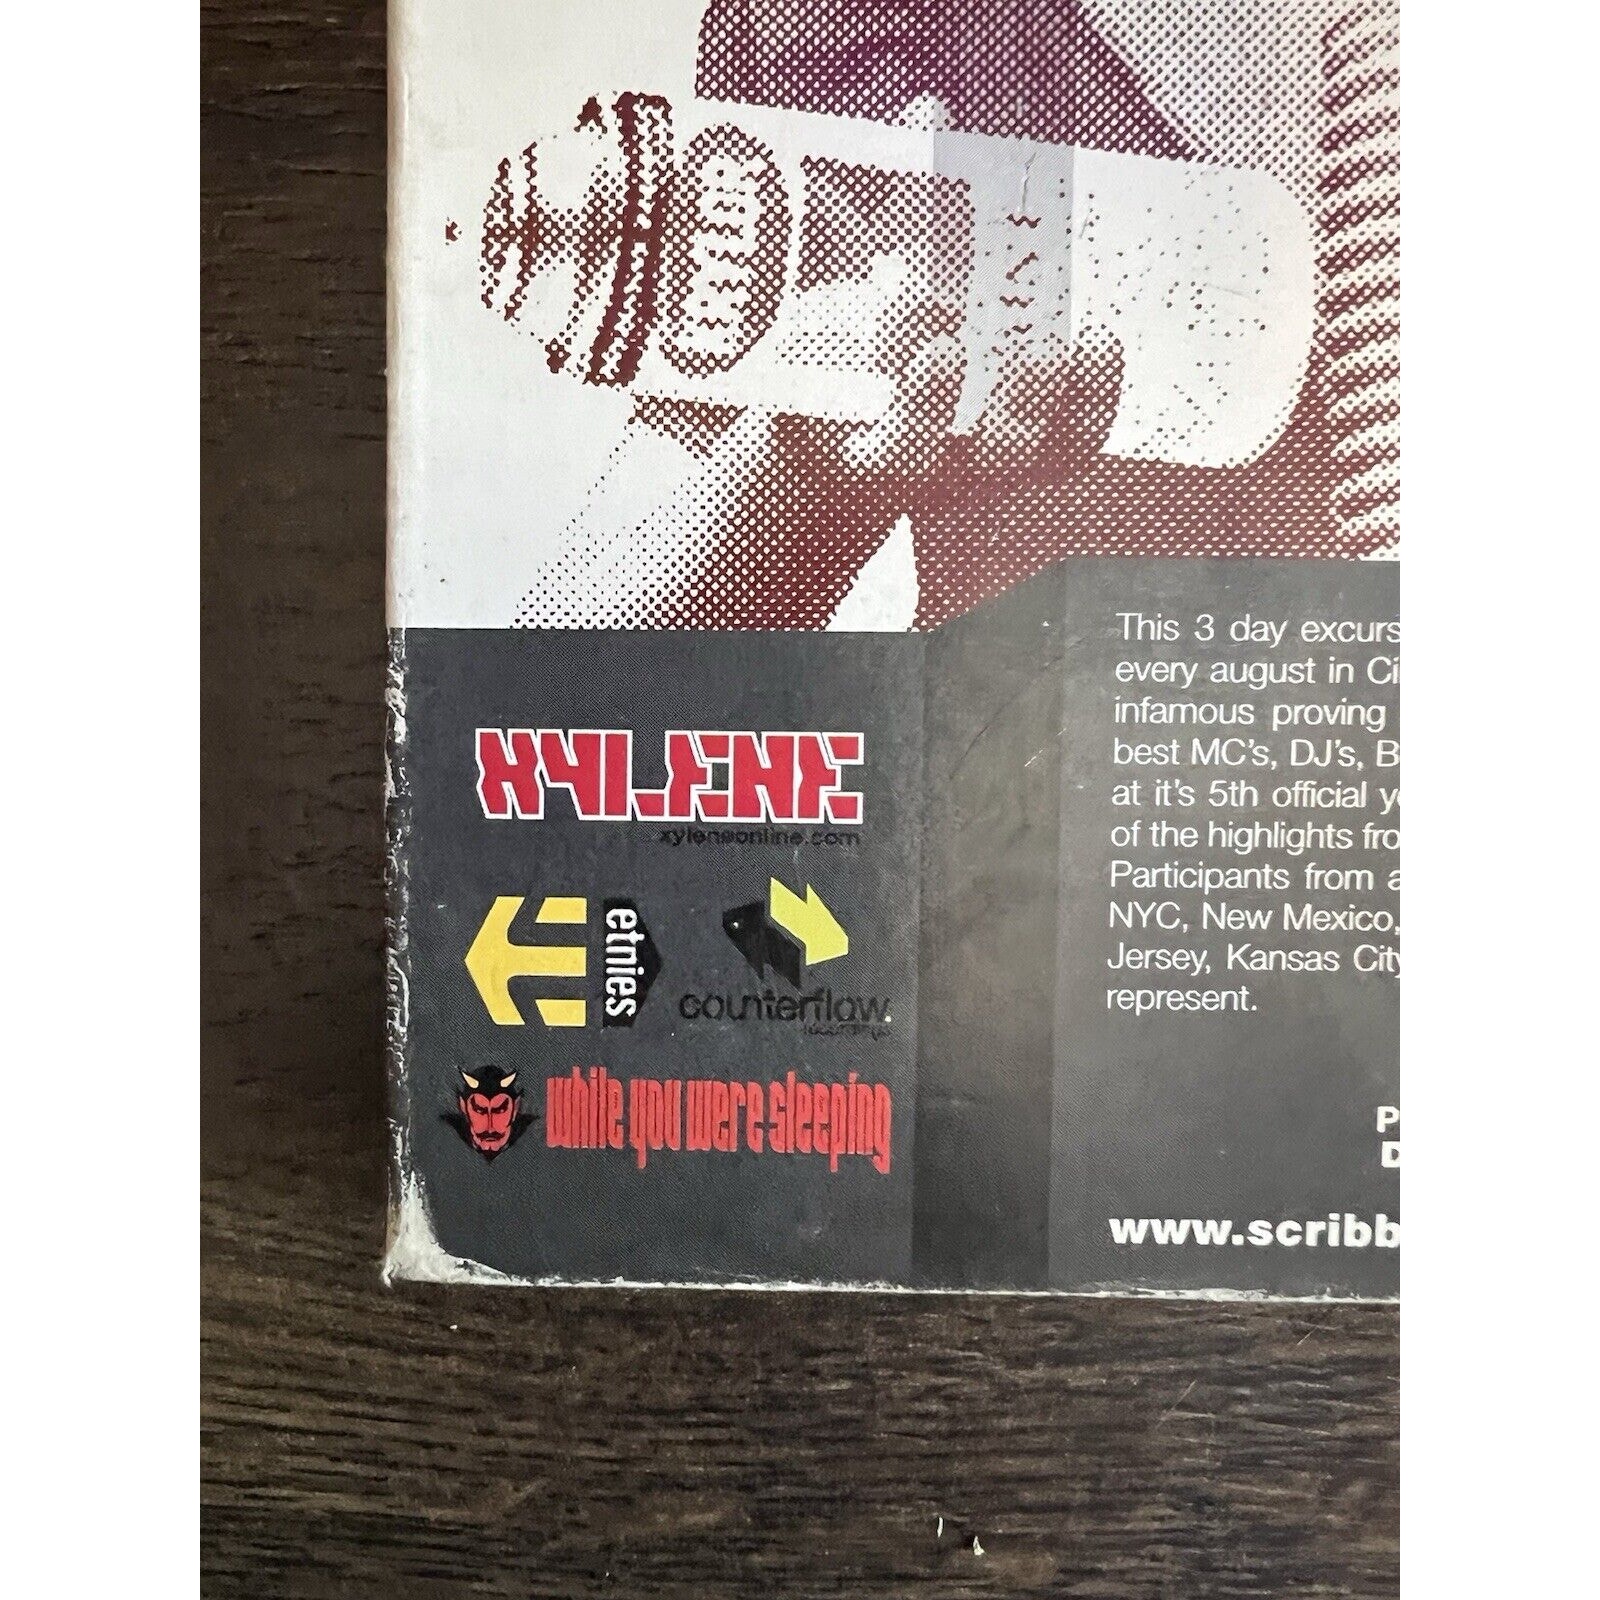 XYLENE
xyleneonline.com
etnies
counterflow
while you were sleeping
This 3 day excurs
every august in Ci
infamous proving
best MC's, DJ's, B
at it's 5th official ye
of the highlights fro
Participants from a
NYC, New Mexico,
Jersey, Kansas City
represent.
P
D
www.scribb